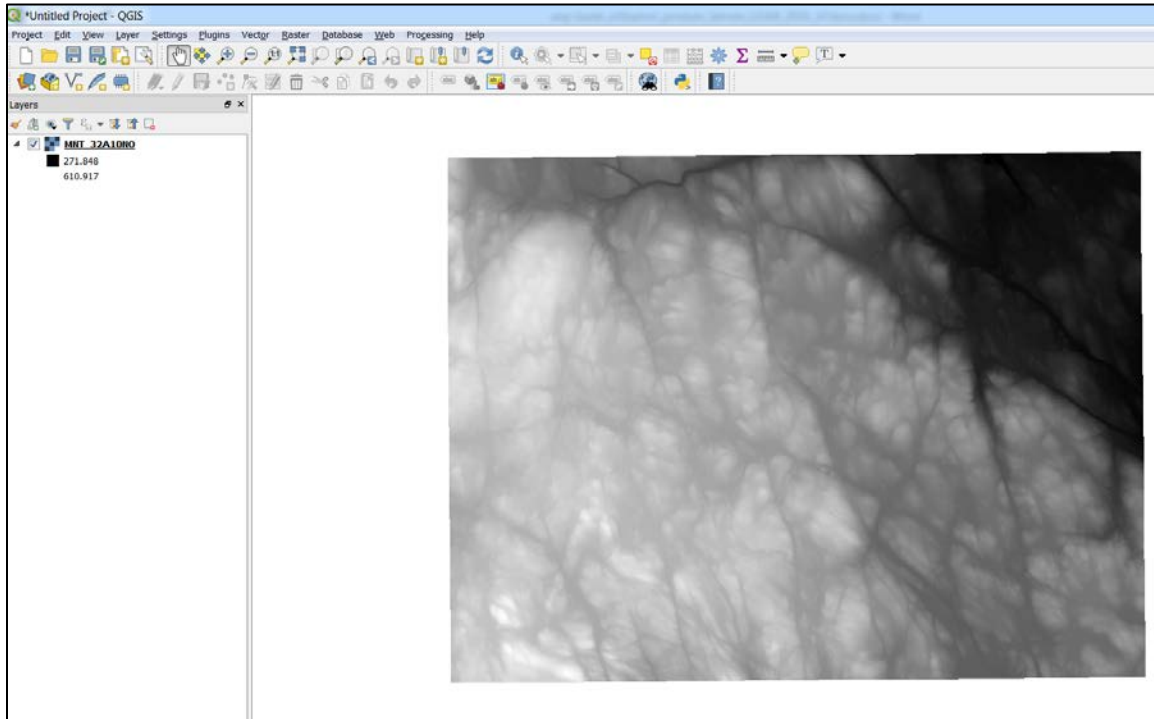 *Untitled Project - QGIS
Project Edit View Layer Settings Plugins Vector Raster Database Web Processing Help
Layers
MNT_32A10NO
271.848
610.917